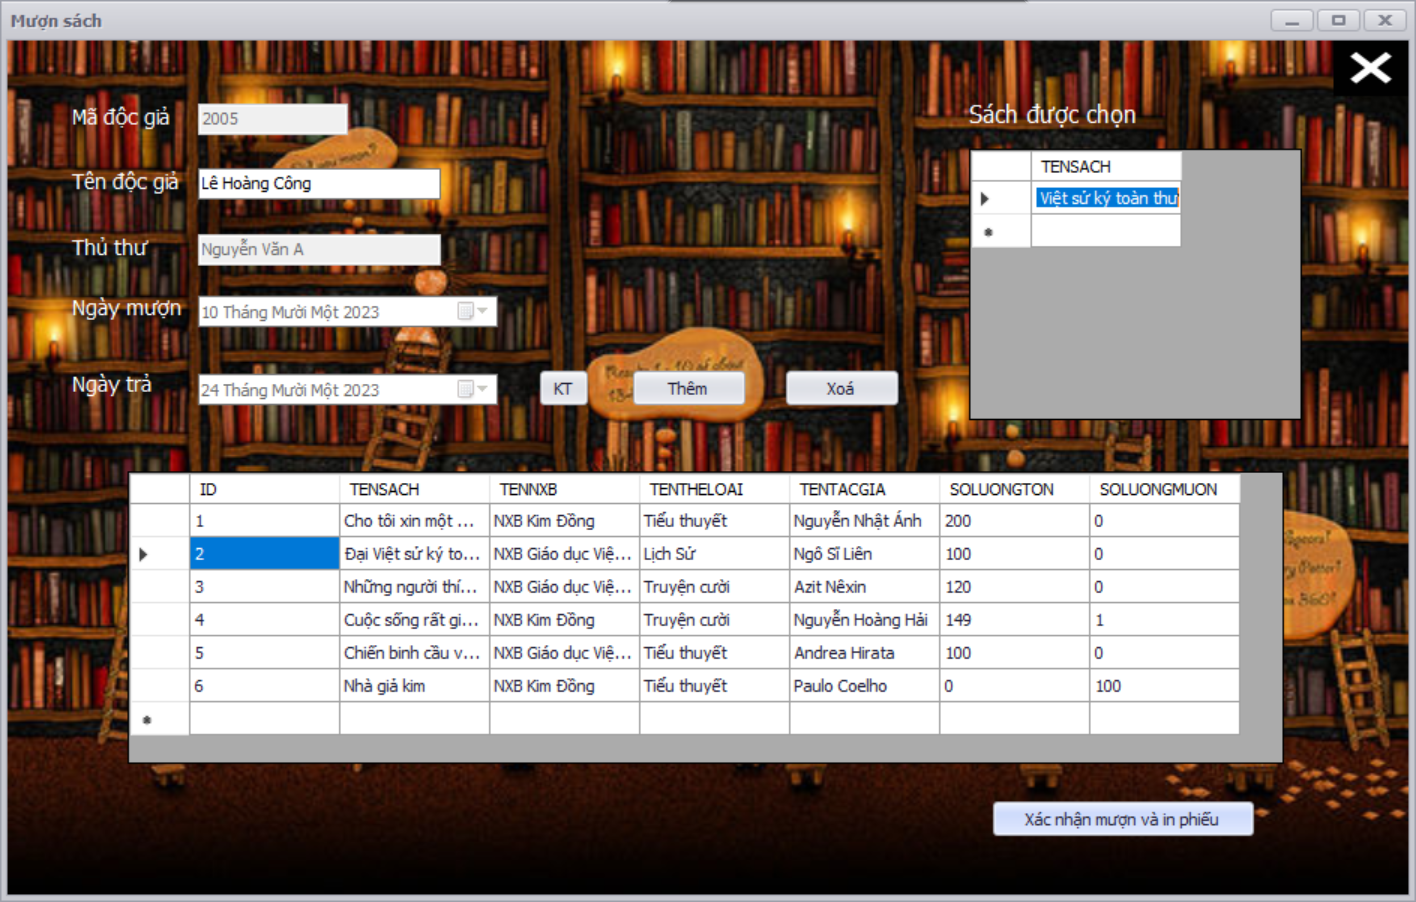 Mượn sách
Mã độc giả
2005
Sách được chọn
TENSACH
Việt sử ký toàn thư
Tên độc giả
Lê Hoàng Công
Thủ thư
Nguyễn Văn A
Ngày mượn
10 Tháng Mười Một 2023
Ngày trả
24 Tháng Mười Một 2023
KT
Thêm
Xoá
ID TENSACH TENNXB TENTHELOAI TENTACGIA SOLUONGTON SOLUONGMUON
1 Cho tôi xin một ... NXB Kim Đồng Tiểu thuyết Nguyễn Nhật Ánh 200 0
2 Đại Việt sử ký to... NXB Giáo dục Việ... Lịch Sử Ngô Sĩ Liên 100 0
3 Những người thí... NXB Giáo dục Việ... Truyện cười Azit Nêxin 120 0
4 Cuộc sống rất gi... NXB Kim Đồng Truyện cười Nguyễn Hoàng Hải 149 1
5 Chiến binh cầu v... NXB Giáo dục Việ... Tiểu thuyết Andrea Hirata 100 0
6 Nhà giả kim NXB Kim Đồng Tiểu thuyết Paulo Coelho 0 100
Xác nhận mượn và in phiếu